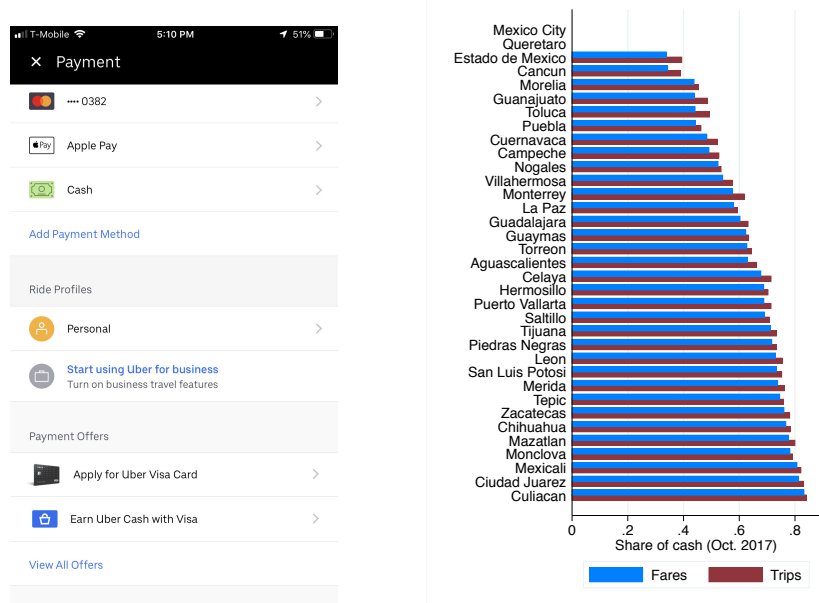 T-Mobile 5:10 PM 51%
× Payment
•••• 0382
Pay Apple Pay
Cash
Add Payment Method
Ride Profiles
Personal
Start using Uber for business
Turn on business travel features
Payment Offers
Apply for Uber Visa Card
Earn Uber Cash with Visa
View All Offers
Mexico City
Queretaro
Estado de Mexico
Cancun
Morelia
Guanajuato
Toluca
Puebla
Cuernavaca
Campeche
Nogales
Villahermosa
Monterrey
La Paz
Guadalajara
Guaymas
Torreon
Aguascalientes
Celaya
Hermosillo
Puerto Vallarta
Saltillo
Tijuana
Piedras Negras
Leon
San Luis Potosi
Merida
Tepic
Zacatecas
Chihuahua
Mazatlan
Monclova
Mexicali
Ciudad Juarez
Culiacan
0 .2 .4 .6 .8
Share of cash (Oct. 2017)
Fares Trips